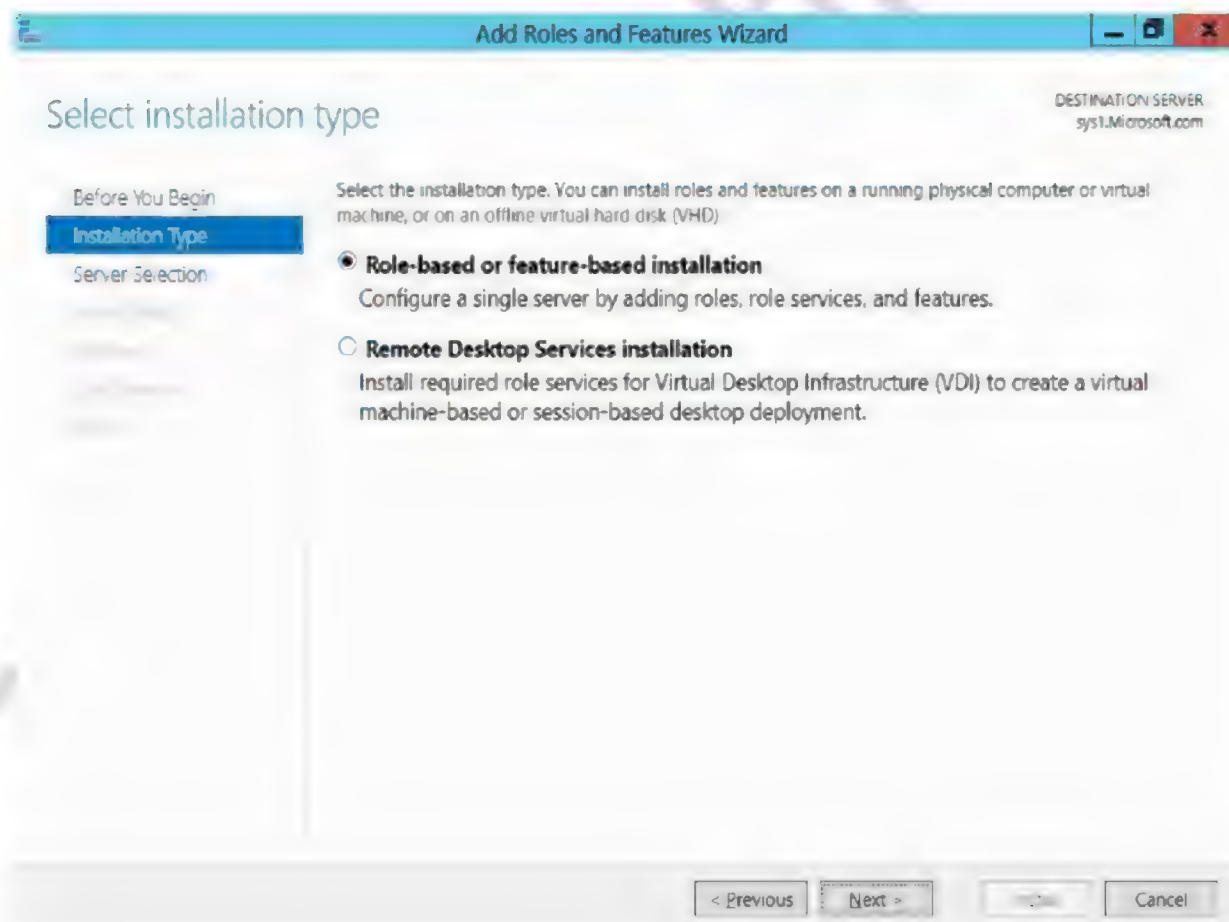 Add Roles and Features Wizard
Select installation type
DESTINATION SERVER
sys1.Microsoft.com
Before You Begin
Installation Type
Server Selection
Select the installation type. You can install roles and features on a running physical computer or virtual
machine, or on an offline virtual hard disk (VHD)
Role-based or feature-based installation
Configure a single server by adding roles, role services, and features.
Remote Desktop Services installation
Install required role services for Virtual Desktop Infrastructure (VDI) to create a virtual
machine-based or session-based desktop deployment.
< Previous
Next >
Cancel